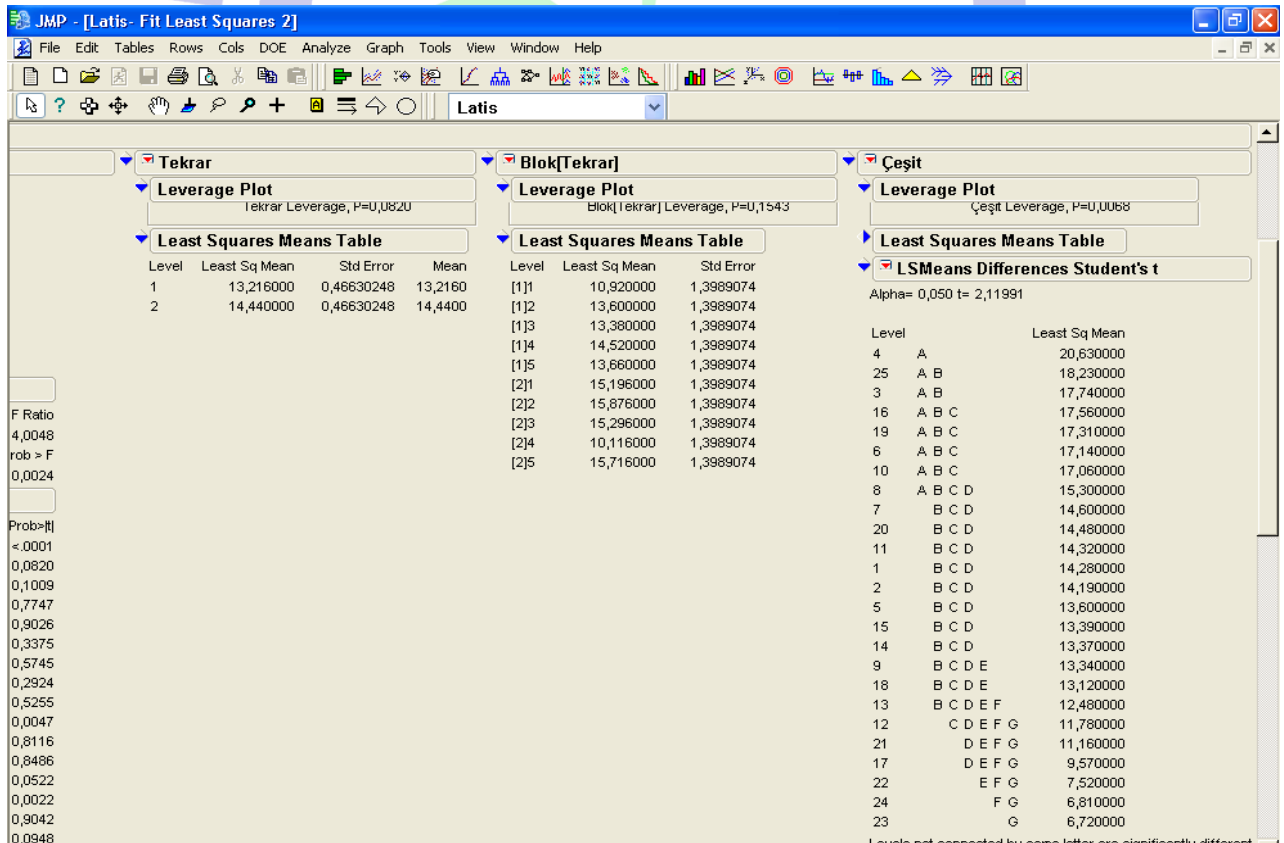 JMP - [Latis- Fit Least Squares 2]
File Edit Tables Rows Cols DOE Analyze Graph Tools View Window Help
Latis
F Ratio
4,0048
rob > F
0,0024
Prob>|t|
<.0001
0,0820
0,1009
0,7747
0,9026
0,3375
0,5745
0,2924
0,5255
0,0047
0,8116
0,8486
0,0522
0,0022
0,9042
0,0948
Tekrar
Leverage Plot
Tekrar Leverage, P=0,0820
Least Squares Means Table
Level Least Sq Mean Std Error Mean
1 13,216000 0,46630248 13,2160
2 14,440000 0,46630248 14,4400
Blok[Tekrar]
Leverage Plot
Blok[Tekrar] Leverage, P=0,1543
Least Squares Means Table
Level Least Sq Mean Std Error
[1]1 10,920000 1,3989074
[1]2 13,600000 1,3989074
[1]3 13,380000 1,3989074
[1]4 14,520000 1,3989074
[1]5 13,660000 1,3989074
[2]1 15,196000 1,3989074
[2]2 15,876000 1,3989074
[2]3 15,296000 1,3989074
[2]4 10,116000 1,3989074
[2]5 15,716000 1,3989074
Çeşit
Leverage Plot
Çeşit Leverage, P=0,0068
Least Squares Means Table
LSMeans Differences Student's t
Alpha= 0,050 t= 2,11991
Level Least Sq Mean
4 A 20,630000
25 A B 18,230000
3 A B 17,740000
16 A B C 17,560000
19 A B C 17,310000
6 A B C 17,140000
10 A B C 17,060000
8 A B C D 15,300000
7 B C D 14,600000
20 B C D 14,480000
11 B C D 14,320000
1 B C D 14,280000
2 B C D 14,190000
5 B C D 13,600000
15 B C D 13,390000
14 B C D 13,370000
9 B C D E 13,340000
18 B C D E 13,120000
13 B C D E F 12,480000
12 C D E F G 11,780000
21 D E F G 11,160000
17 D E F G 9,570000
22 E F G 7,520000
24 F G 6,810000
23 G 6,720000
Levels not connected by same letter are significantly different